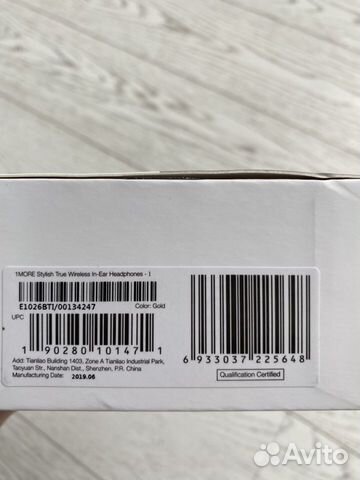 1MORE Stylish True Wireless In-Ear Headphones - I
E1026BTI/00134247
Color: Gold
UPC
1 90280 10147 1
6 933037 225648
Add: Tianliao Building 1403, Zone A Tianliao Industrial Park,
Taoyuan Str., Nanshan Dist., Shenzhen, P.R. China
Manufacturing Date: 2019.06
Qualification Certified
Avito